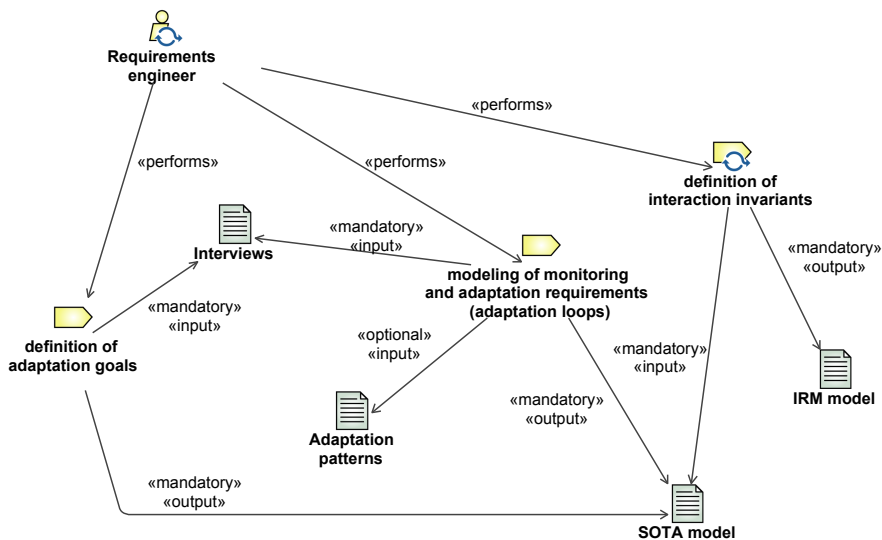 Requirements
engineer
«performs»
«performs»
«performs»
definition of
interaction invariants
«mandatory»
«input»
Interviews
«mandatory»
«output»
modeling of monitoring
and adaptation requirements
(adaptation loops)
«mandatory»
«input»
definition of
adaptation goals
«optional»
«input»
«mandatory»
«input»
IRM model
«mandatory»
«output»
Adaptation
patterns
«mandatory»
«output»
SOTA model